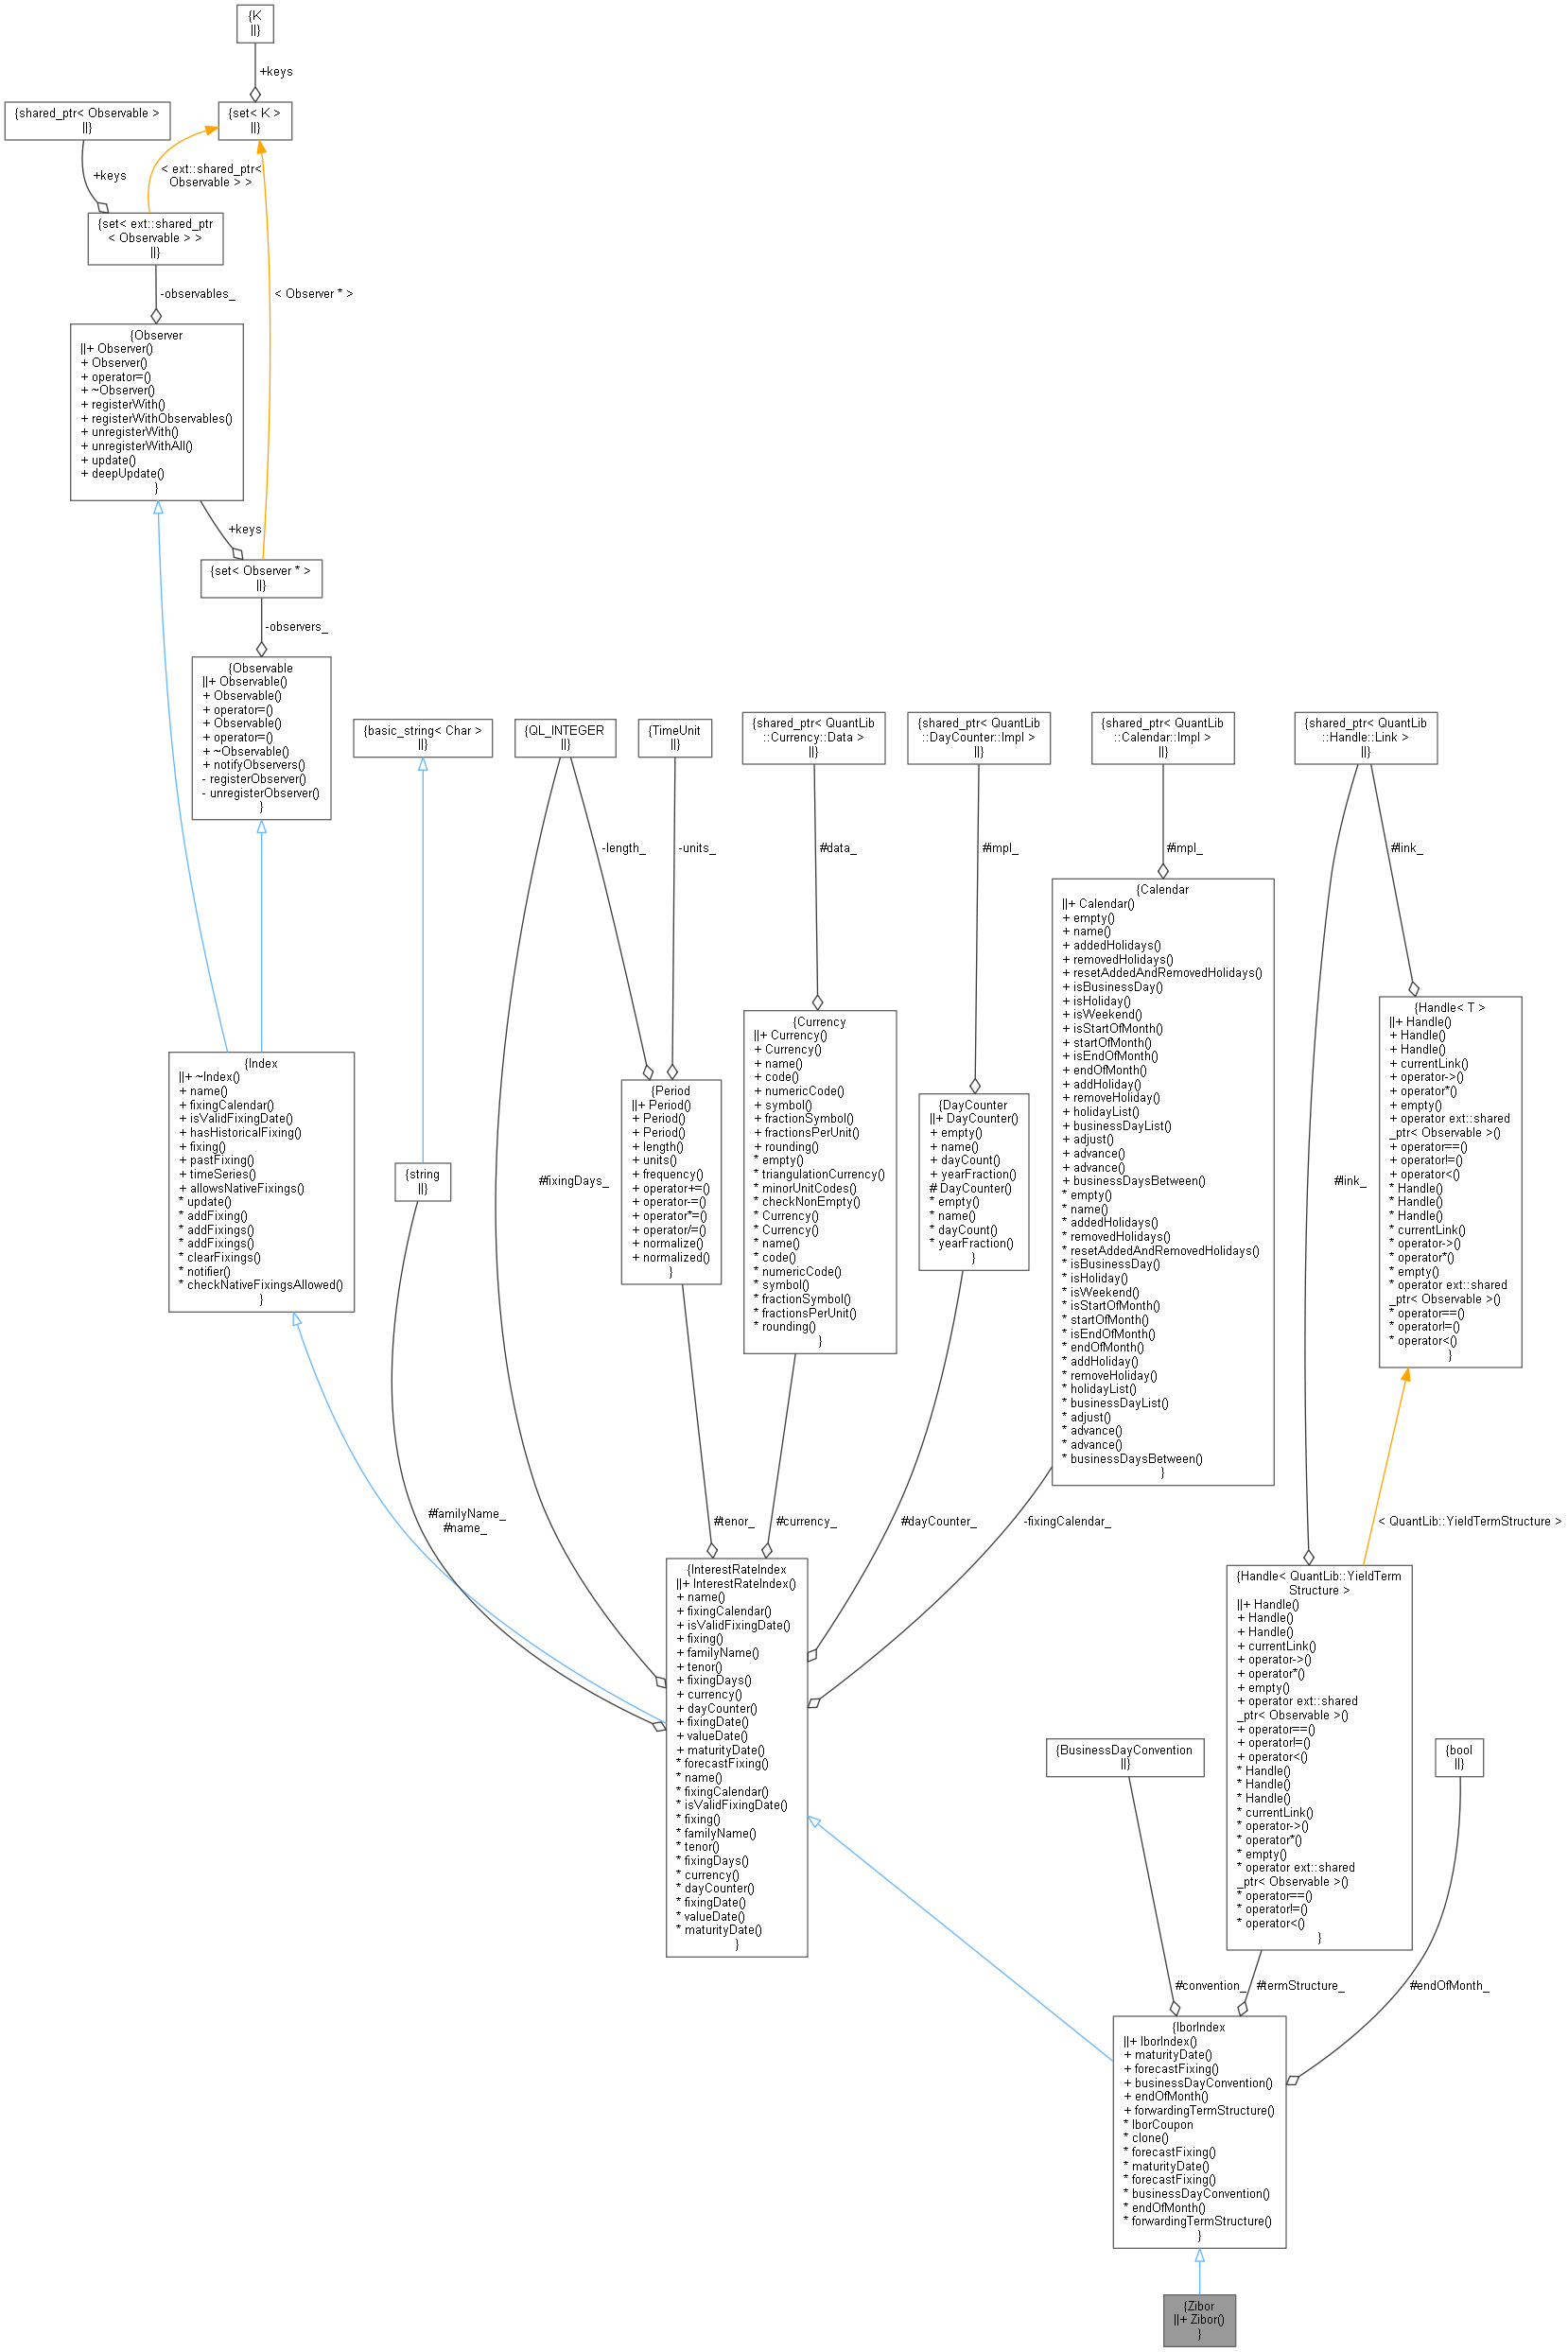 {K
||}
+keys
{shared_ptr< Observable >
||}
{set< K >
||}
+keys
< ext::shared_ptr<
Observable > >
{set< ext::shared_ptr
< Observable > >
||}
-observables_
< Observer * >
{Observer
||+ Observer()
+ Observer()
+ operator=()
+ ~Observer()
+ registerWith()
+ registerWithObservables()
+ unregisterWith()
+ unregisterWithAll()
+ update()
+ deepUpdate()
}
+keys
{set< Observer * >
||}
-observers_
{Observable
||+ Observable()
+ Observable()
+ operator=()
+ Observable()
+ operator=()
+ ~Observable()
+ notifyObservers()
- registerObserver()
- unregisterObserver()
}
{basic_string< Char >
||}
{QL_INTEGER
||}
{TimeUnit
||}
{shared_ptr< QuantLib
::Currency::Data >
||}
{shared_ptr< QuantLib
::DayCounter::Impl >
||}
{shared_ptr< QuantLib
::Calendar::Impl >
||}
{shared_ptr< QuantLib
::Handle::Link >
||}
-length_
-units_
#data_
#impl_
#impl_
#link_
{Index
||+ ~Index()
+ name()
+ fixingCalendar()
+ isValidFixingDate()
+ hasHistoricalFixing()
+ fixing()
+ pastFixing()
+ timeSeries()
+ allowsNativeFixings()
* update()
* addFixing()
* addFixings()
* addFixings()
* clearFixings()
* notifier()
* checkNativeFixingsAllowed()
}
{string
||}
#fixingDays_
{Period
||+ Period()
+ Period()
+ Period()
+ length()
+ units()
+ frequency()
+ operator+=()
+ operator-=()
+ operator*=()
+ operator/=()
+ normalize()
+ normalized()
}
{Currency
||+ Currency()
+ Currency()
+ name()
+ code()
+ numericCode()
+ symbol()
+ fractionSymbol()
+ fractionsPerUnit()
+ rounding()
* empty()
* triangulationCurrency()
* minorUnitCodes()
* checkNonEmpty()
* Currency()
* Currency()
* name()
* code()
* numericCode()
* symbol()
* fractionSymbol()
* fractionsPerUnit()
* rounding()
}
{DayCounter
||+ DayCounter()
+ empty()
+ name()
+ dayCount()
+ yearFraction()
# DayCounter()
* empty()
* name()
* dayCount()
* yearFraction()
}
{Calendar
||+ Calendar()
+ empty()
+ name()
+ addedHolidays()
+ removedHolidays()
+ resetAddedAndRemovedHolidays()
+ isBusinessDay()
+ isHoliday()
+ isWeekend()
+ isStartOfMonth()
+ startOfMonth()
+ isEndOfMonth()
+ endOfMonth()
+ addHoliday()
+ removeHoliday()
+ holidayList()
+ businessDayList()
+ adjust()
+ advance()
+ advance()
+ businessDaysBetween()
* empty()
* name()
* addedHolidays()
* removedHolidays()
* resetAddedAndRemovedHolidays()
* isBusinessDay()
* isHoliday()
* isWeekend()
* isStartOfMonth()
* startOfMonth()
* isEndOfMonth()
* endOfMonth()
* addHoliday()
* removeHoliday()
* holidayList()
* businessDayList()
* adjust()
* advance()
* advance()
* businessDaysBetween()
}
#link_
{Handle< T >
||+ Handle()
+ Handle()
+ Handle()
+ currentLink()
+ operator->()
+ operator*()
+ empty()
+ operator ext::shared
_ptr< Observable >()
+ operator==()
+ operator!=()
+ operator<()
* Handle()
* Handle()
* Handle()
* currentLink()
* operator->()
* operator*()
* empty()
* operator ext::shared
_ptr< Observable >()
* operator==()
* operator!=()
* operator<()
}
#familyName_
#name_
#tenor_
#currency_
#dayCounter_
-fixingCalendar_
< QuantLib::YieldTermStructure >
{InterestRateIndex
||+ InterestRateIndex()
+ name()
+ fixingCalendar()
+ isValidFixingDate()
+ fixing()
+ familyName()
+ tenor()
+ fixingDays()
+ currency()
+ dayCounter()
+ fixingDate()
+ valueDate()
+ maturityDate()
* forecastFixing()
* name()
* fixingCalendar()
* isValidFixingDate()
* fixing()
* familyName()
* tenor()
* fixingDays()
* currency()
* dayCounter()
* fixingDate()
* valueDate()
* maturityDate()
}
{BusinessDayConvention
||}
{Handle< QuantLib::YieldTerm
Structure >
||+ Handle()
+ Handle()
+ Handle()
+ currentLink()
+ operator->()
+ operator*()
+ empty()
+ operator ext::shared
_ptr< Observable >()
+ operator==()
+ operator!=()
+ operator<()
* Handle()
* Handle()
* Handle()
* currentLink()
* operator->()
* operator*()
* empty()
* operator ext::shared
_ptr< Observable >()
* operator==()
* operator!=()
* operator<()
}
{bool
||}
#convention_
#termStructure_
#endOfMonth_
{IborIndex
||+ IborIndex()
+ maturityDate()
+ forecastFixing()
+ businessDayConvention()
+ endOfMonth()
+ forwardingTermStructure()
* IborCoupon
* clone()
* forecastFixing()
* maturityDate()
* forecastFixing()
* businessDayConvention()
* endOfMonth()
* forwardingTermStructure()
}
{Zibor
||+ Zibor()
}